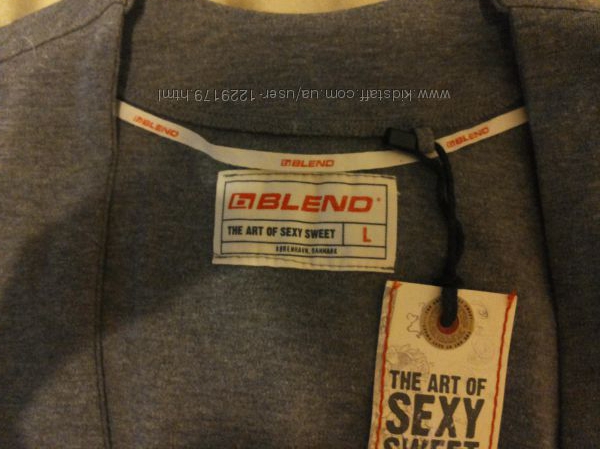 www.kidstaff.com.ua/user-1229179.html
BLEND
BLEND
BLEND
BLEND
THE ART OF SEXY SWEET L
KØBENHAVN, DANMARK
THE ART OF
SEXY
SWEET